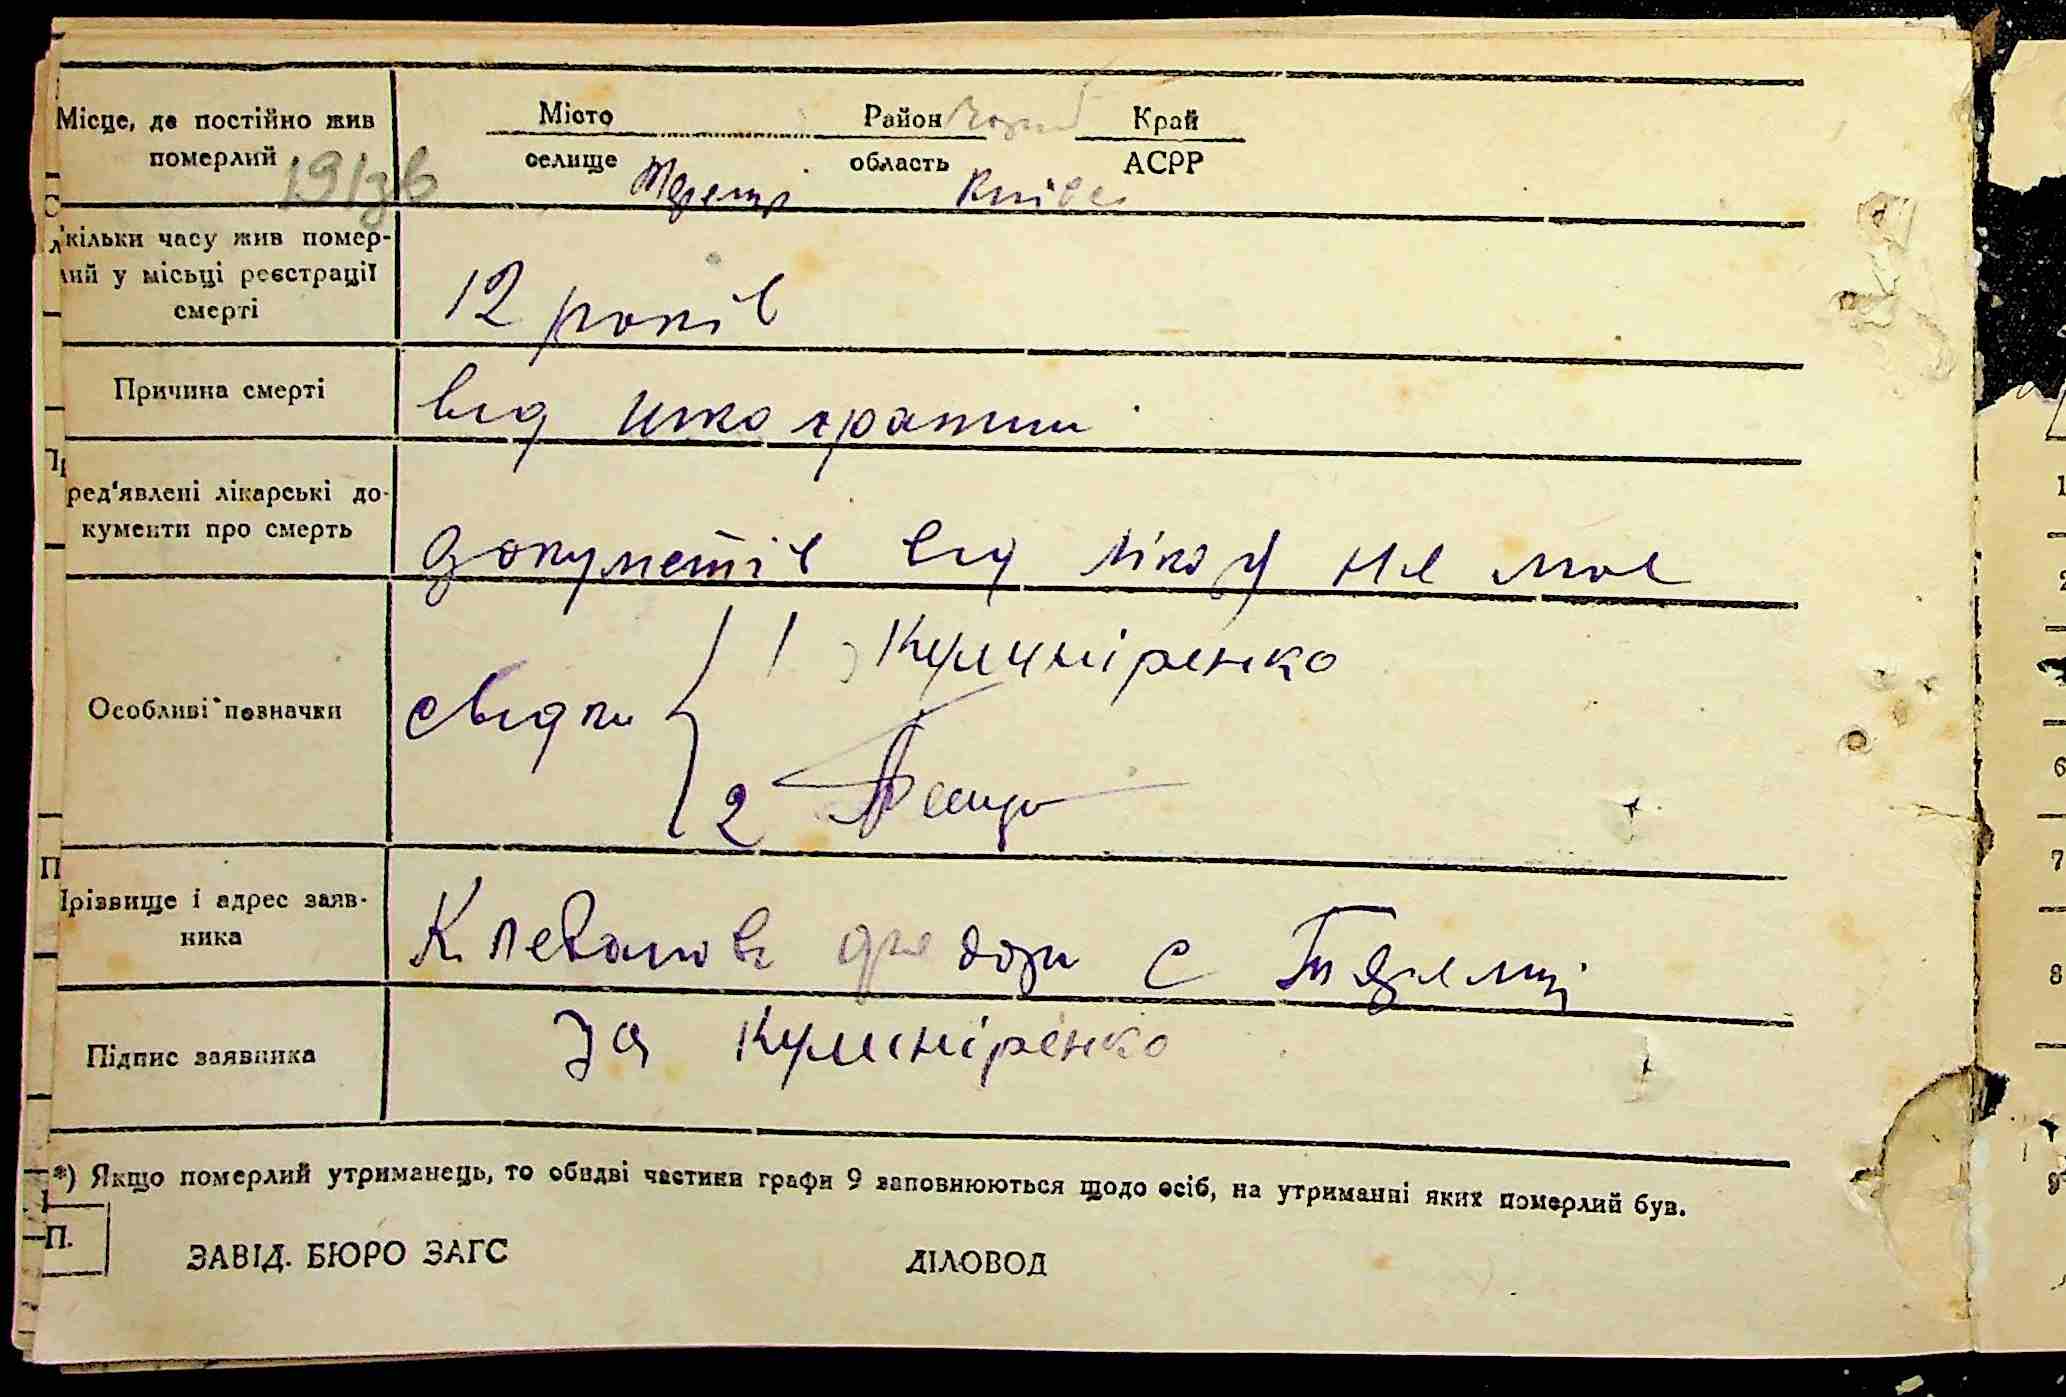 Місце, де постійно жив
померлий
Місто Район Край
селище область АСРР
Київс
кільки часу жив помер-
лий у місьці реєстрації
смерті
12 років
Причина смерті
від
ред'явлені лікарські до-
кументи про смерть
документів від лікаря не має
Особливі позначки
свідки { 1 Кушніренко
2
Прізвище і адрес заяв-
ника
с
Підпис заявника
За Кушніренко
*) Якщо померлий утриманець, то обидві частини графи 9 заповнюються щодо осіб, на утриманні яких померлий був.
П.
ЗАВІД. БЮРО ЗАГС ДІЛОВОД